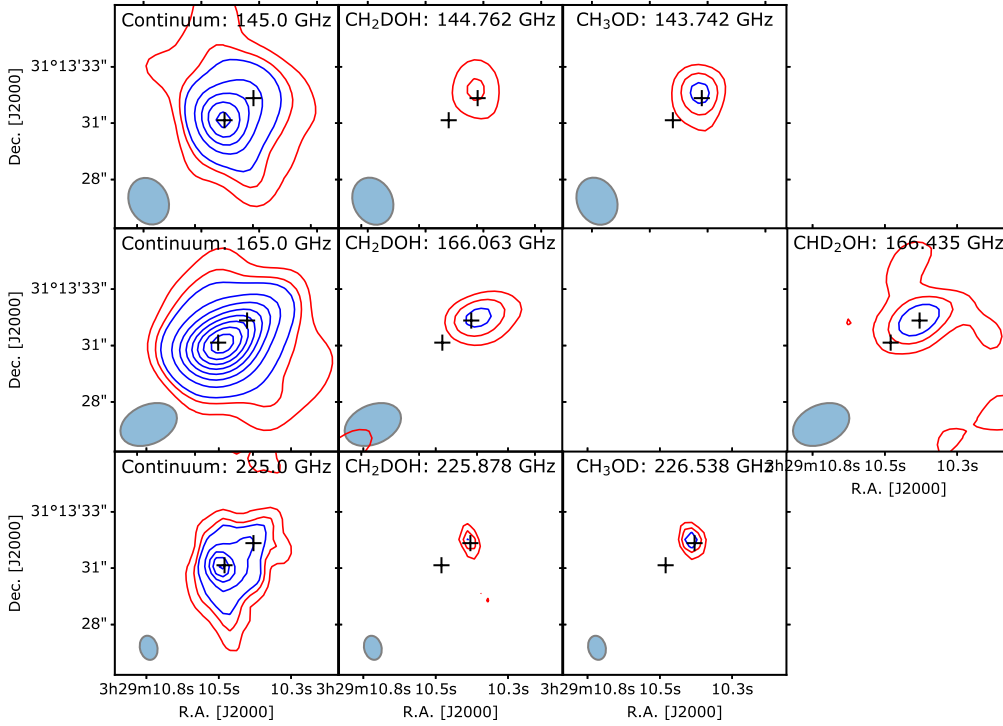 Continuum: 145.0 GHz
CH₂DOH: 144.762 GHz
CH₃OD: 143.742 GHz
Dec. [J2000]
31°13'33"
31"
28"
Continuum: 165.0 GHz
CH₂DOH: 166.063 GHz
CHD₂OH: 166.435 GHz
Dec. [J2000]
31°13'33"
31"
28"
3h29m10.8s 10.5s 10.3s
R.A. [J2000]
Continuum: 225.0 GHz
CH₂DOH: 225.878 GHz
CH₃OD: 226.538 GHz
Dec. [J2000]
31°13'33"
31"
28"
3h29m10.8s 10.5s 10.3s 3h29m10.8s 10.5s 10.3s 3h29m10.8s 10.5s 10.3s
R.A. [J2000] R.A. [J2000] R.A. [J2000]